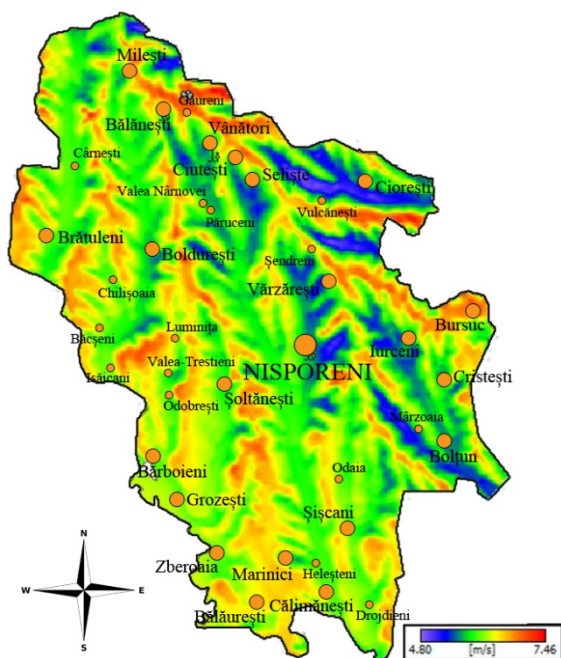 Milești
Găureni
Bălănești
Vânători
Cârnești
Ciutești
Seliște
Ciorești
Valea Nârnovei
Vulcănești
Păruceni
Brătuleni
Boldurești
Șendreni
Chilișoaia
Vărzărești
Bursuc
Băcșeni
Luminița
Iurceni
Isăicani
Valea-Trestieni
NISPORENI
Cristești
Șoltănești
Odobrești
Mârzoaia
Bolțun
Bărboieni
Odaia
Grozești
Șișcani
N
Zberoaia
Marinici
Heleșteni
W
E
Călimănești
Bălăurești
Drojdieni
S
4.80 [m/s] 7.46